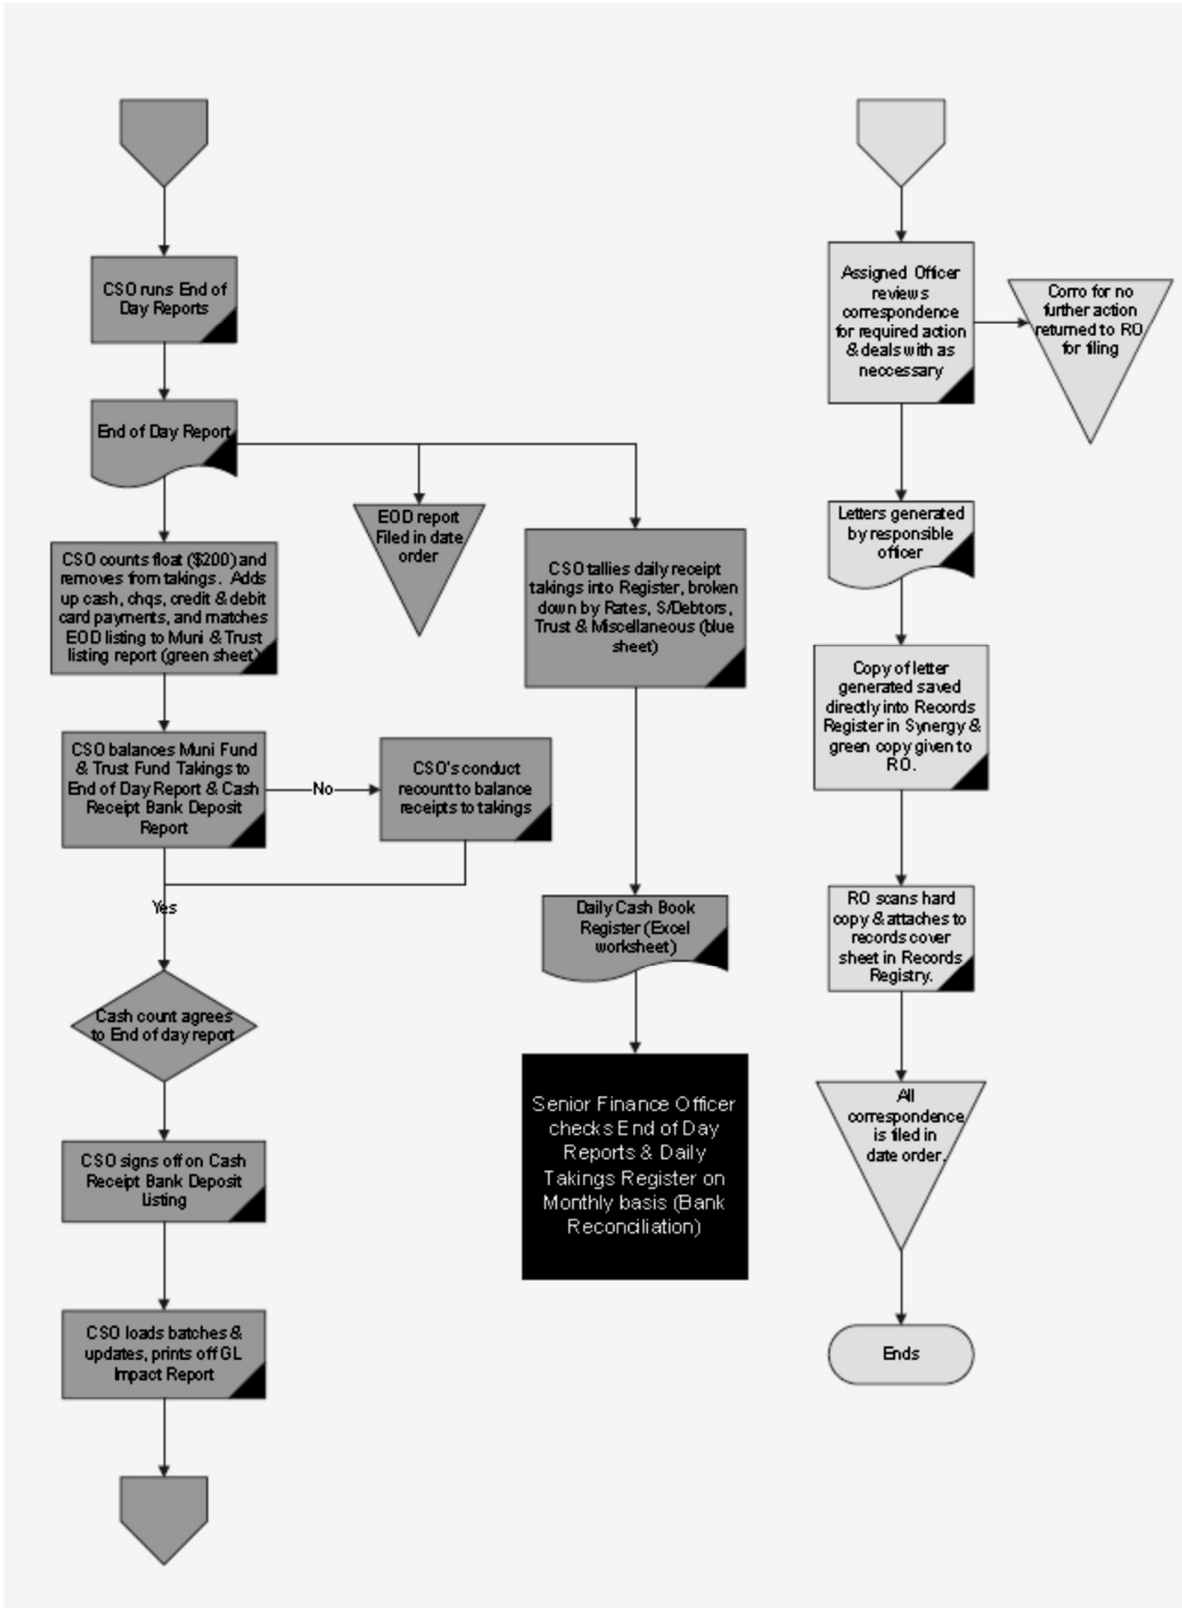 CSO runs End of
Day Reports
End of Day Report
EOD report
Filed in date
order
CSO counts float ($200) and
removes from takings. Adds
up cash, chqs, credit & debit
card payments, and matches
EOD listing to Muni & Trust
listing report (green sheet)
CSO tallies daily receipt
takings into Register, broken
down by Rates, S/Debtors,
Trust & Miscellaneous (blue
sheet)
CSO balances Muni Fund
& Trust Fund Takings to
End of Day Report & Cash
Receipt Bank Deposit
Report
No
CSO's conduct
recount to balance
receipts to takings
Yes
Daily Cash Book
Register (Excel
worksheet)
Cash count agrees
to End of day report
Senior Finance Officer
checks End of Day
Reports & Daily
Takings Register on
Monthly basis (Bank
Reconciliation)
CSO signs off on Cash
Receipt Bank Deposit
Listing
CSO loads batches &
updates, prints off GL
Impact Report
Assigned Officer
reviews
correspondence
for required action
& deals with as
neccessary
Corro for no
further action
returned to RO
for filing
Letters generated
by responsible
officer
Copy of letter
generated saved
directly into Records
Register in Synergy &
green copy given to
RO.
RO scans hard
copy & attaches to
records cover
sheet in Records
Registry.
All
correspondence
is filed in
date order.
Ends